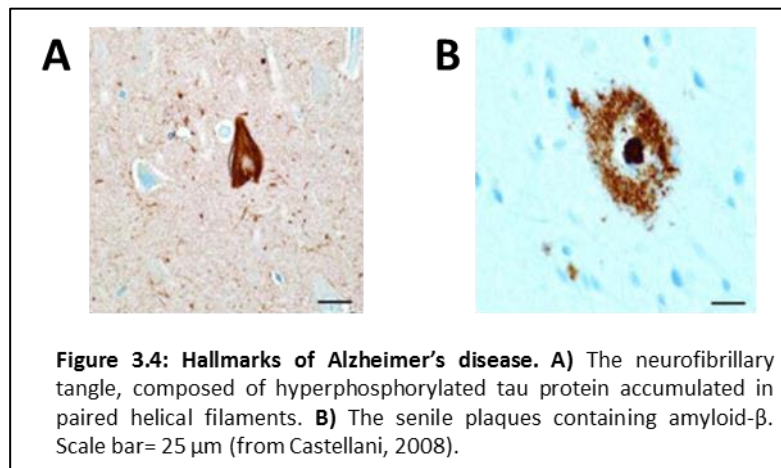 A
B
Figure 3.4: Hallmarks of Alzheimer's disease. A) The neurofibrillary
tangle, composed of hyperphosphorylated tau protein accumulated in
paired helical filaments. B) The senile plaques containing amyloid-β.
Scale bar= 25 µm (from Castellani, 2008).